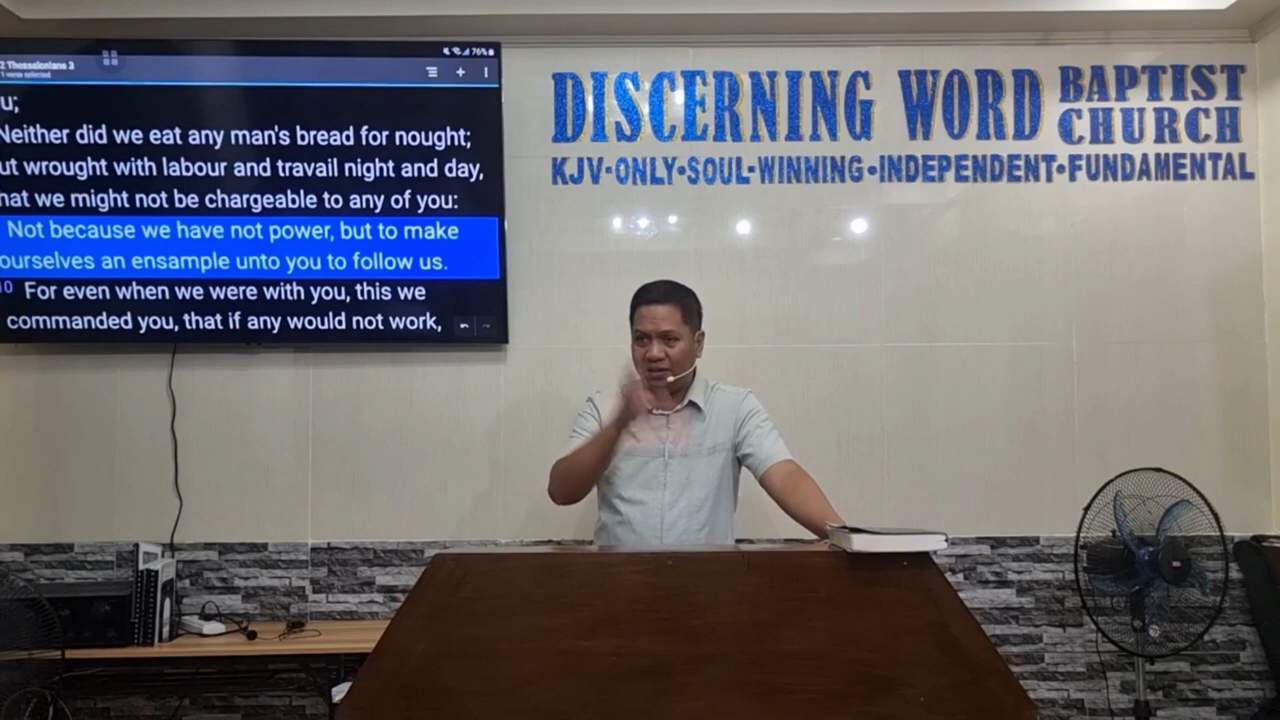 76%
2 Thessalonians 3
1 verse selected
u;
Neither did we eat any man's bread for nought;
ut wrought with labour and travail night and day,
hat we might not be chargeable to any of you:
Not because we have not power, but to make
ourselves an ensample unto you to follow us.
10 For even when we were with you, this we
commanded you, that if any would not work,
DISCERNING WORD BAPTIST CHURCH
KJV-ONLY•SOUL-WINNING•INDEPENDENT•FUNDAMENTAL